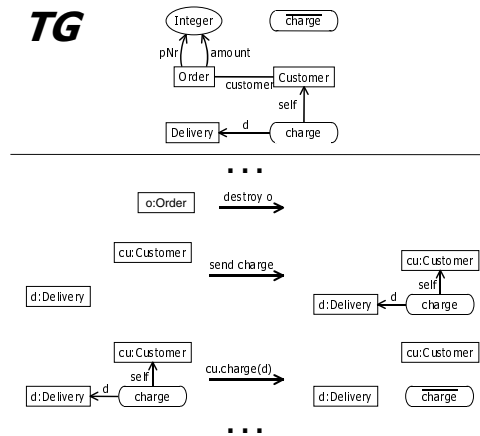 TG
Integer
charge
pNr
amount
Order
Customer
customer
self
Delivery
d
charge
...
o:Order
destroy o
cu:Customer
send charge
cu:Customer
d:Delivery
self
d:Delivery
d
charge
cu:Customer
cu.charge(d)
cu:Customer
self
d:Delivery
d
charge
d:Delivery
charge
...